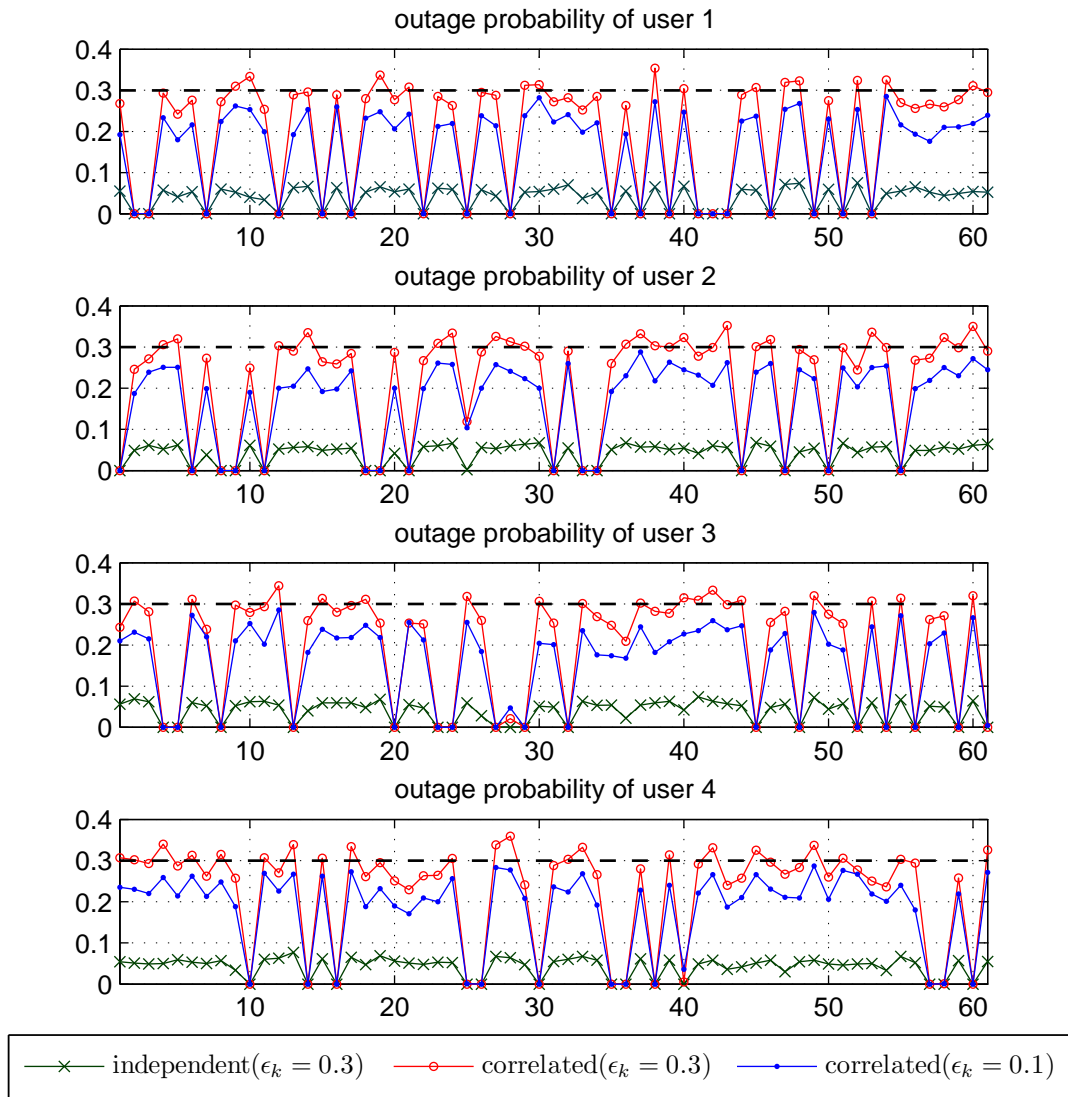 outage probability of user 1
0.4
0.3
0.2
0.1
0
10 20 30 40 50 60
outage probability of user 2
0.4
0.3
0.2
0.1
0
10 20 30 40 50 60
outage probability of user 3
0.4
0.3
0.2
0.1
0
10 20 30 40 50 60
outage probability of user 4
0.4
0.3
0.2
0.1
0
10 20 30 40 50 60
independent(ϵk = 0.3) correlated(ϵk = 0.3) correlated(ϵk = 0.1)